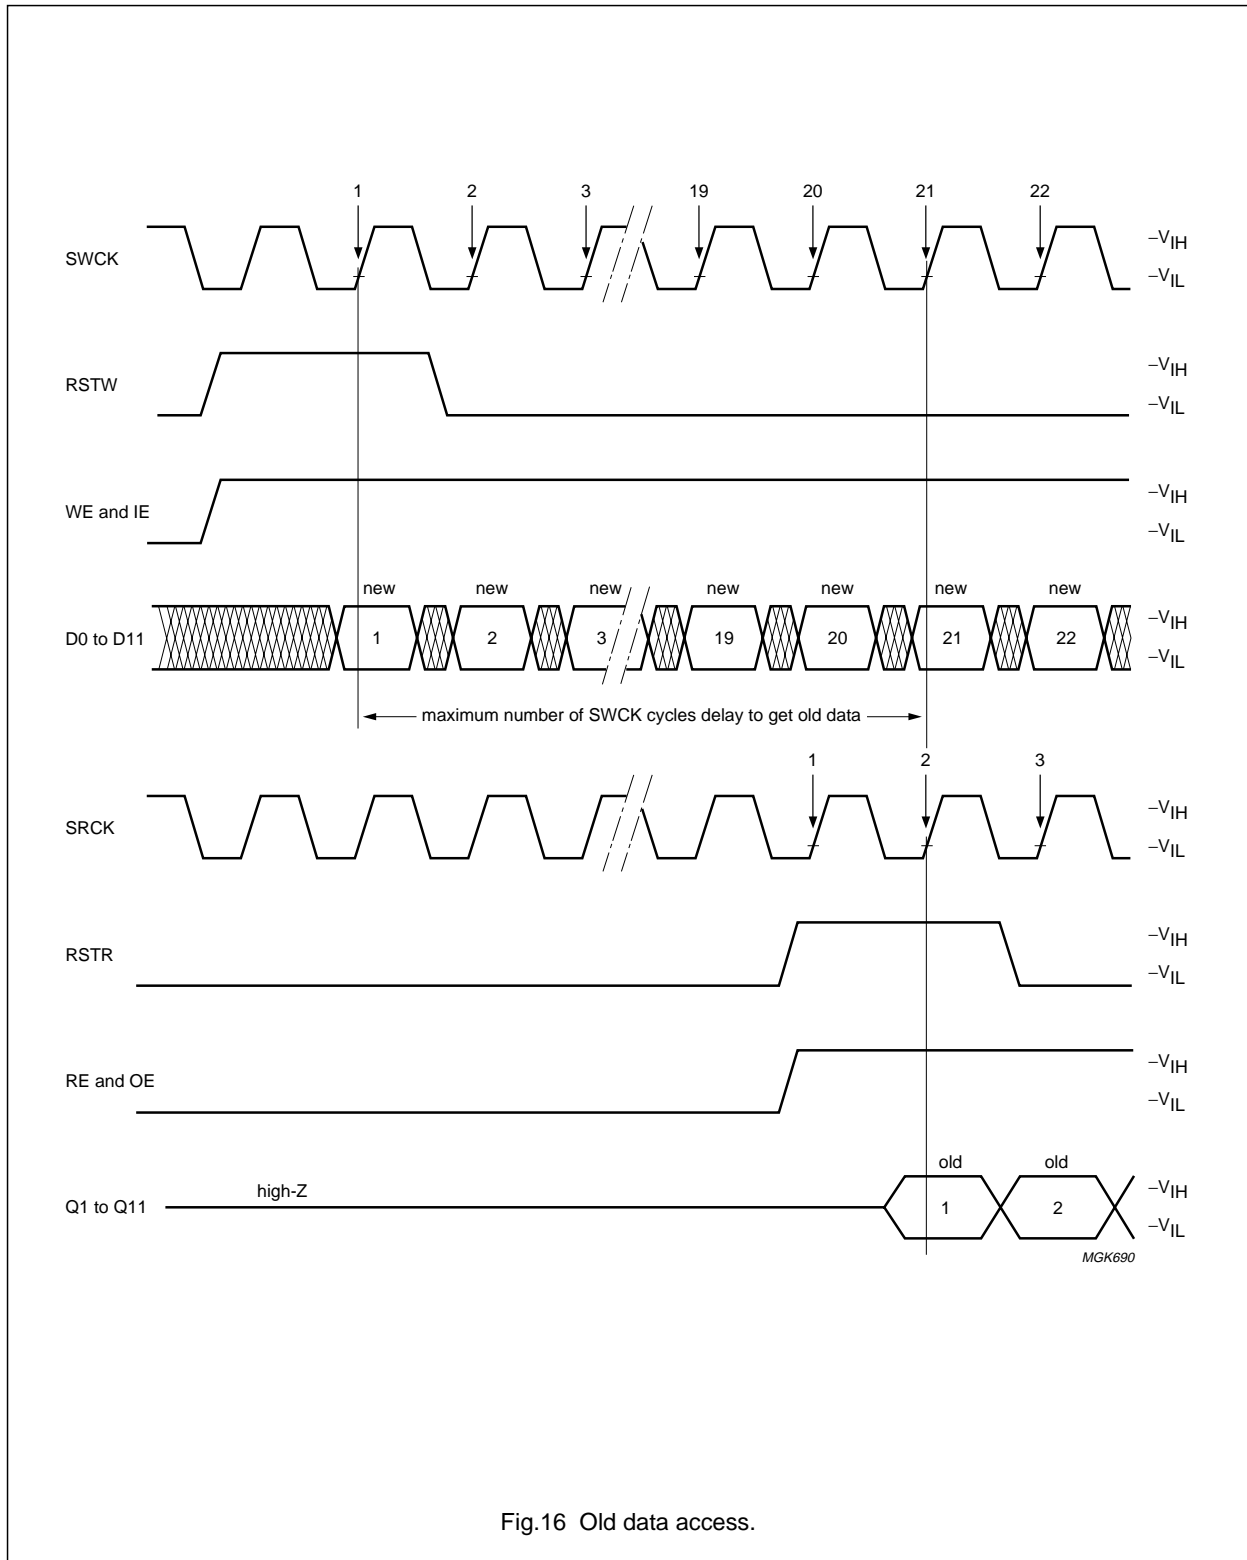 1 2 3 19 20 21 22
SWCK
–VIH
–VIL
RSTW
–VIH
–VIL
WE and IE
–VIH
–VIL
new new new new new new new
D0 to D11
1 2 3 19 20 21 22
–VIH
–VIL
maximum number of SWCK cycles delay to get old data
1 2 3
SRCK
–VIH
–VIL
RSTR
–VIH
–VIL
RE and OE
–VIH
–VIL
old old
Q1 to Q11
high-Z
1 2
–VIH
–VIL
MGK690
Fig.16 Old data access.